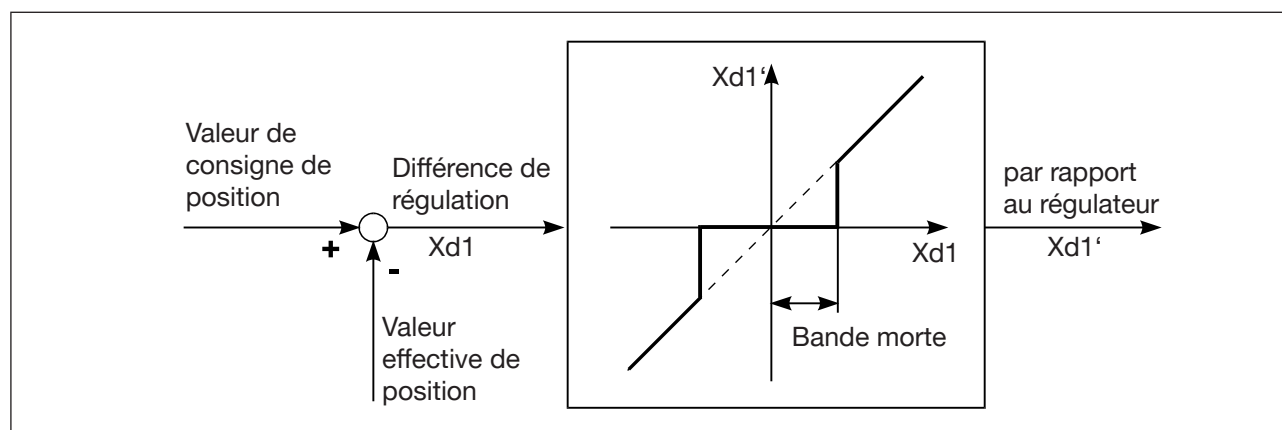 Valeur de
consigne de
position
+
-
Valeur
effective de
position
Différence de
régulation
Xd1
Xd1‘
Xd1
Bande morte
par rapport
au régulateur
Xd1‘